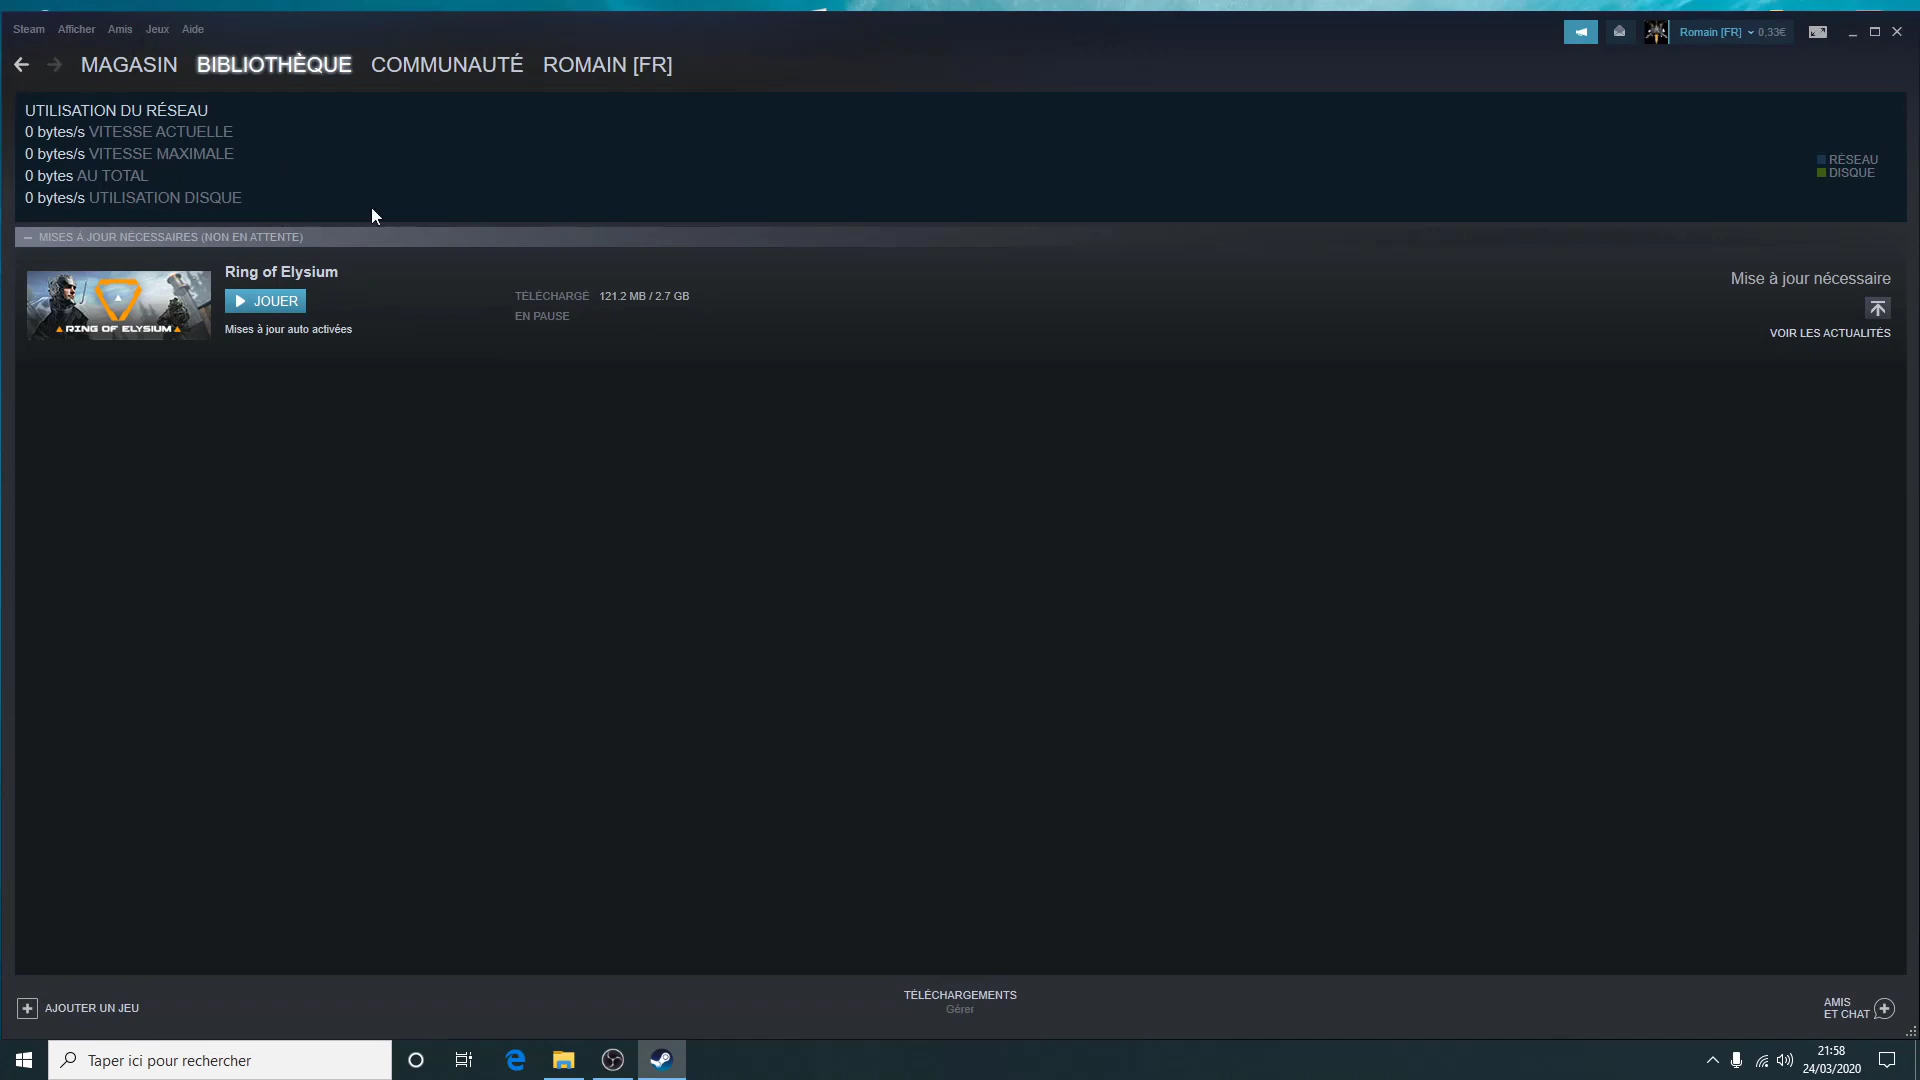 Steam Afficher Amis Jeux Aide
Romain [FR] 0,33€
MAGASIN BIBLIOTHÈQUE COMMUNAUTÉ ROMAIN [FR]
UTILISATION DU RÉSEAU
0 bytes/s VITESSE ACTUELLE
0 bytes/s VITESSE MAXIMALE
0 bytes AU TOTAL
0 bytes/s UTILISATION DISQUE
RÉSEAU
DISQUE
MISES À JOUR NÉCESSAIRES (NON EN ATTENTE)
RING OF ELYSIUM
Ring of Elysium
JOUER
Mises à jour auto activées
TÉLÉCHARGÉ 121.2 MB / 2.7 GB
EN PAUSE
Mise à jour nécessaire
VOIR LES ACTUALITÉS
AJOUTER UN JEU
TÉLÉCHARGEMENTS
Gérer
AMIS
ET CHAT
Taper ici pour rechercher
21:58
24/03/2020